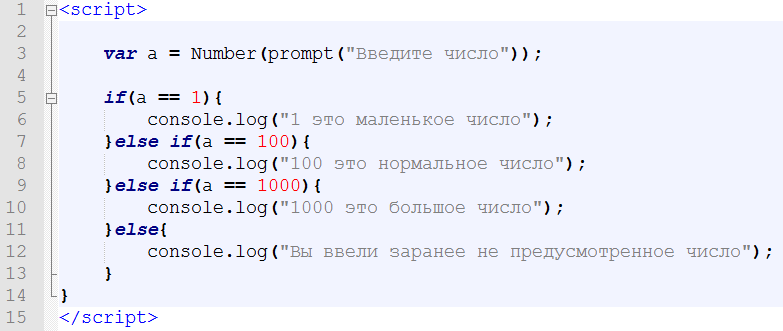 1 <script>
2
3 var a = Number(prompt("Введите число"));
4
5 if(a == 1){
6 console.log("1 это маленькое число");
7 }else if(a == 100){
8 console.log("100 это нормальное число");
9 }else if(a == 1000){
10 console.log("1000 это большое число");
11 }else{
12 console.log("Вы ввели заранее не предусмотренное число");
13 }
14 }
15 </script>